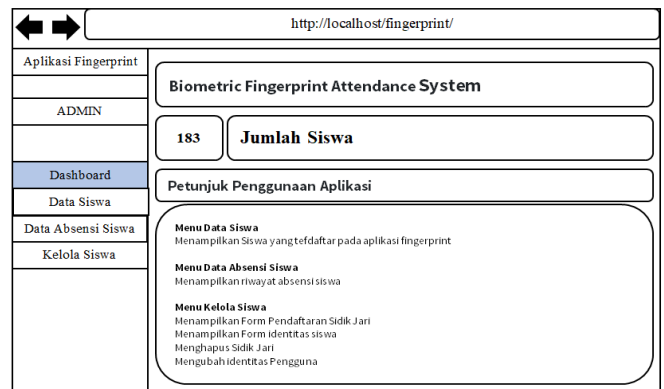 http://localhost/fingerprint/
Aplikasi Fingerprint
ADMIN
Dashboard
Data Siswa
Data Absensi Siswa
Kelola Siswa
Biometric Fingerprint Attendance System
183
Jumlah Siswa
Petunjuk Penggunaan Aplikasi
Menu Data Siswa
Menampilkan Siswa yang tefdaftar pada aplikasi fingerprint
Menu Data Absensi Siswa
Menampilkan riwayat absensi siswa
Menu Kelola Siswa
Menampilkan Form Pendaftaran Sidik Jari
Menampilkan Form identitas siswa
Menghapus Sidik Jari
Mengubah identitas Pengguna